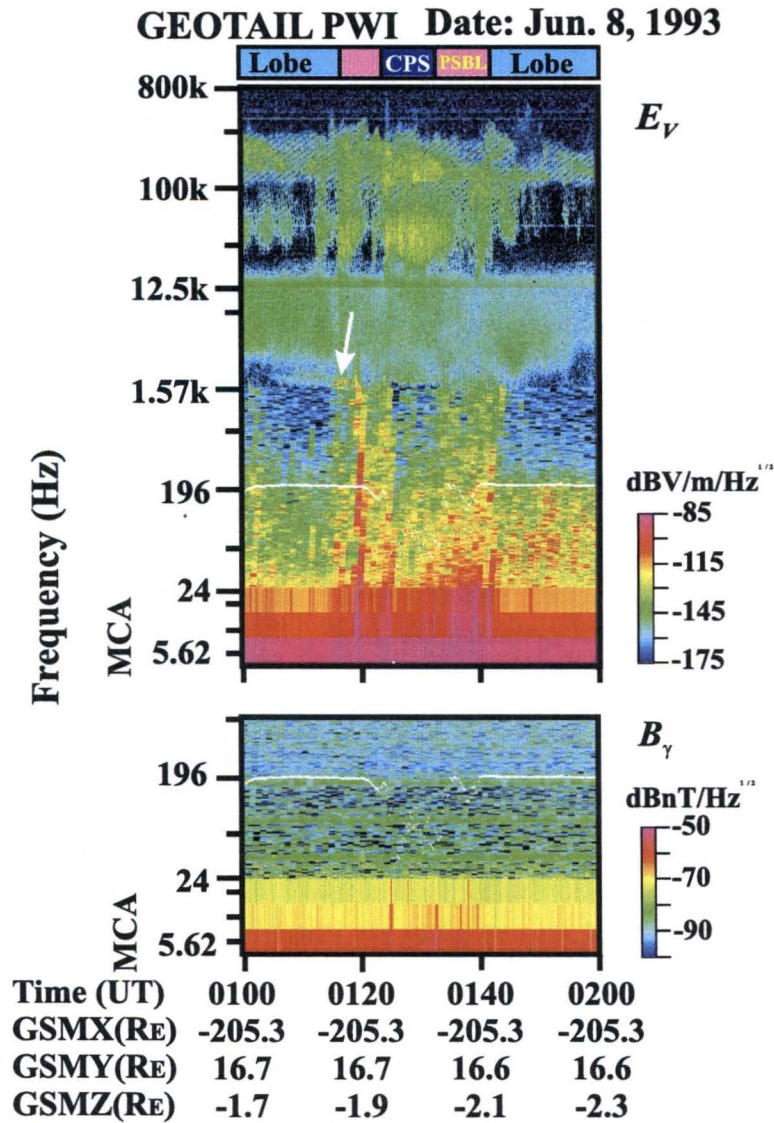 GEOTAIL PWI Date: Jun. 8, 1993
Lobe CPS PSBL Lobe
800k
E_V
100k
12.5k
1.57k
196
24
5.62
Frequency (Hz)
MCA
dBV/m/Hz^1/2
-85
-115
-145
-175
B_γ
196
24
5.62
MCA
dBnT/Hz^1/2
-50
-70
-90
Time (UT) 0100 0120 0140 0200
GSMX(RE) -205.3 -205.3 -205.3 -205.3
GSMY(RE) 16.7 16.7 16.6 16.6
GSMZ(RE) -1.7 -1.9 -2.1 -2.3